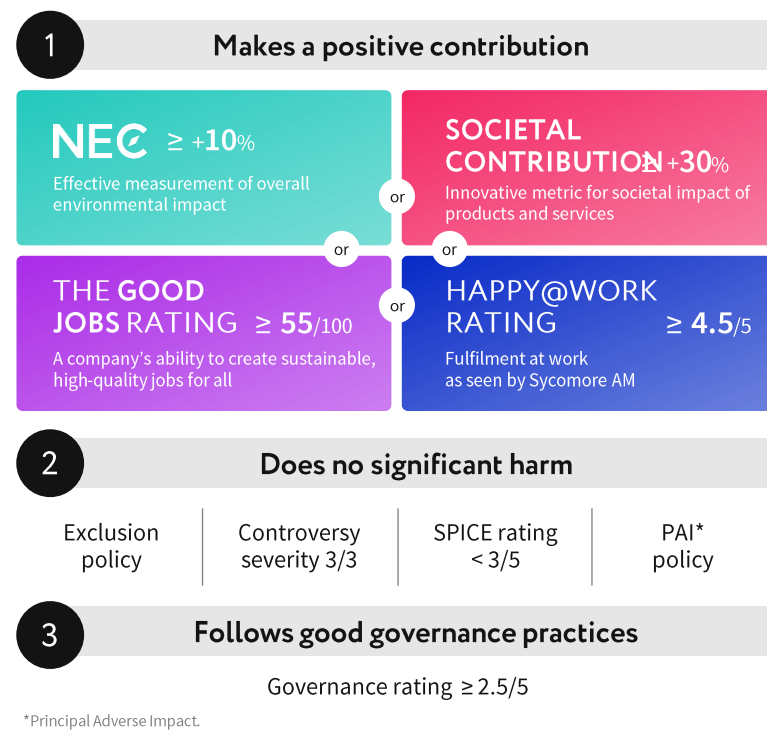 1
Makes a positive contribution
NEC ≥ +10%
Effective measurement of overall
environmental impact
or
SOCIETAL
CONTRIBUTION ≥ +30%
Innovative metric for societal impact of
products and services
or
or
THE GOOD
JOBS RATING ≥ 55/100
A company’s ability to create sustainable,
high-quality jobs for all
or
HAPPY@WORK
RATING ≥ 4.5/5
Fulfilment at work
as seen by Sycomore AM
2
Does no significant harm
Exclusion
policy
Controversy
severity 3/3
SPICE rating
< 3/5
PAI*
policy
3
Follows good governance practices
Governance rating ≥ 2.5/5
*Principal Adverse Impact.